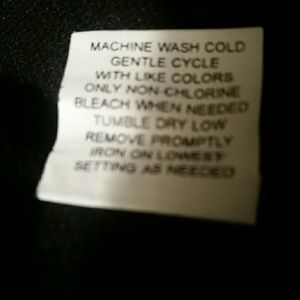 MACHINE WASH COLD
GENTLE CYCLE
WITH LIKE COLORS
ONLY NON-CHLORINE
BLEACH WHEN NEEDED
TUMBLE DRY LOW
REMOVE PROMPTLY
IRON ON LOWEST
SETTING AS NEEDED